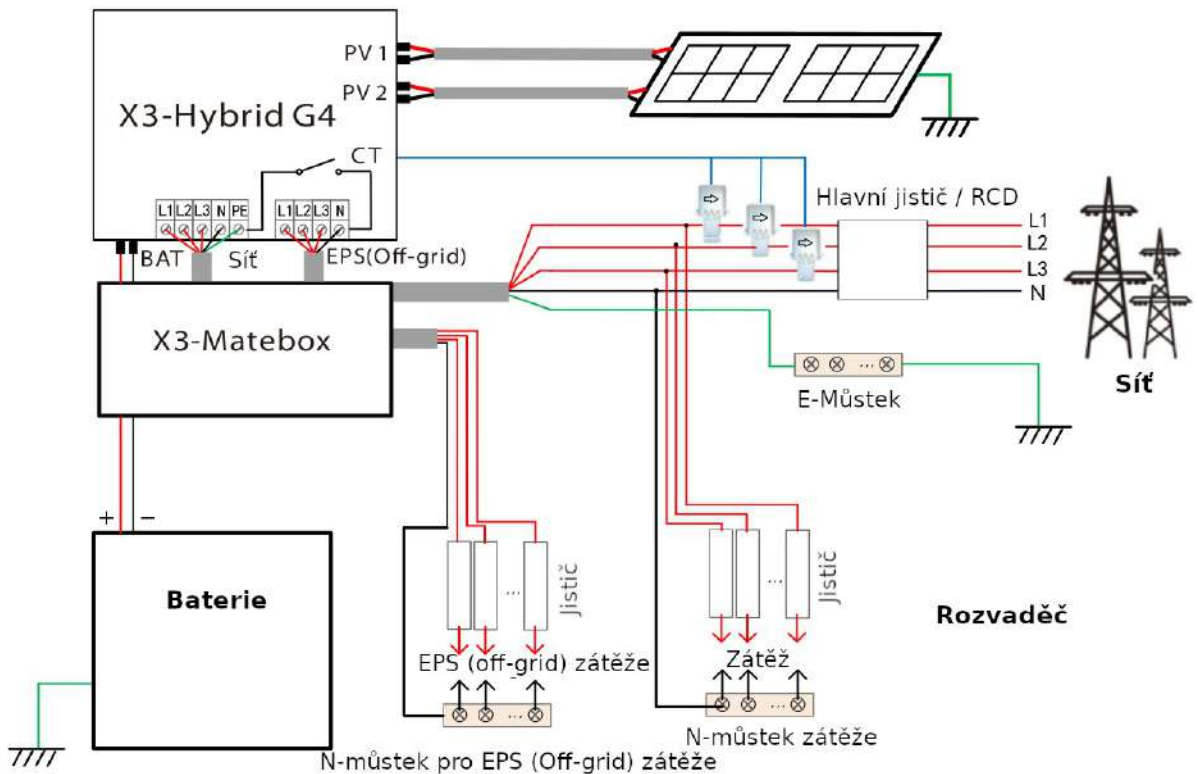 PV 1
PV 2
X3-Hybrid G4
CT
L1 L2 L3 N PE
L1 L2 L3 N
BAT
Síť
EPS(Off-grid)
Hlavní jistič / RCD
L1
L2
L3
N
X3-Matebox
E-Můstek
Síť
+ −
Baterie
...
Jistič
...
Jistič
Rozvaděč
EPS (off-grid) zátěže
Zátěž
...
...
...
N-můstek zátěže
N-můstek pro EPS (Off-grid) zátěže